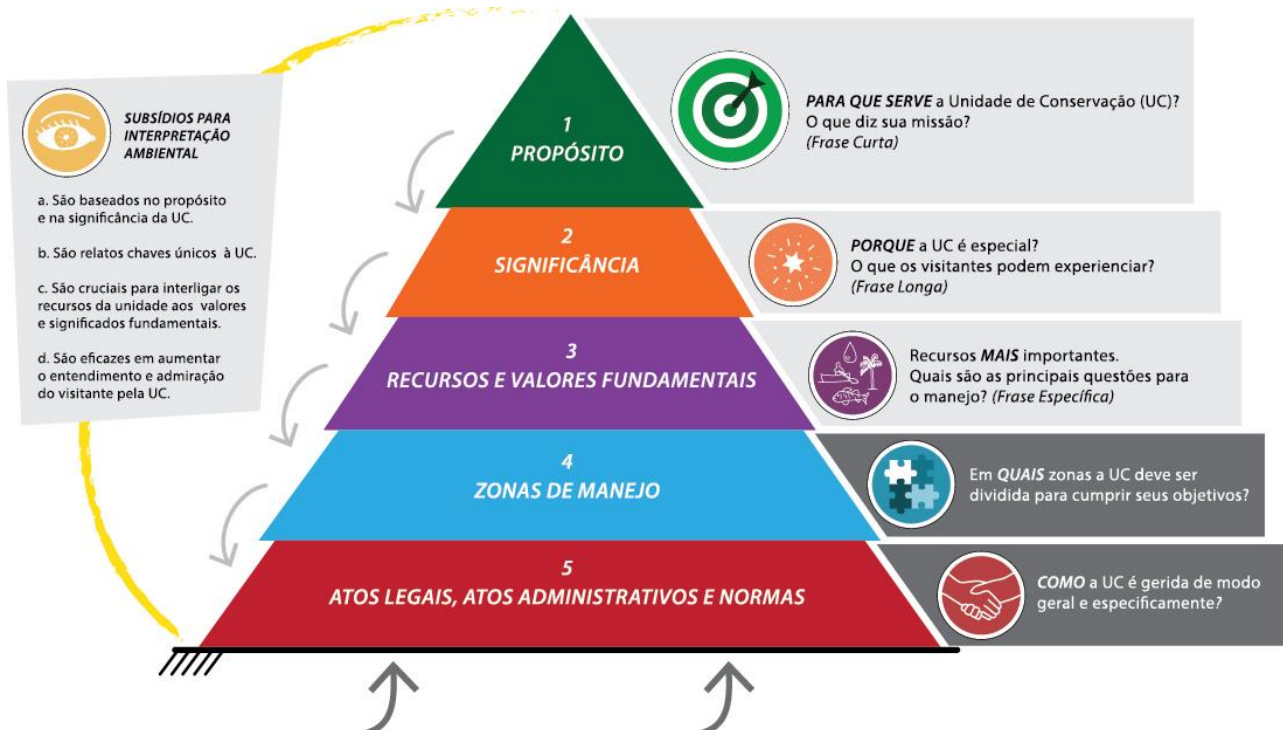 SUBSÍDIOS PARA
INTERPRETAÇÃO
AMBIENTAL
a. São baseados no propósito
e na significância da UC.
b. São relatos chaves únicos à UC.
c. São cruciais para interligar os
recursos da unidade aos valores
e significados fundamentais.
d. São eficazes em aumentar
o entendimento e admiração
do visitante pela UC.
1
PROPÓSITO
PARA QUE SERVE a Unidade de Conservação (UC)?
O que diz sua missão?
(Frase Curta)
2
SIGNIFICÂNCIA
PORQUE a UC é especial?
O que os visitantes podem experienciar?
(Frase Longa)
3
RECURSOS E VALORES FUNDAMENTAIS
Recursos MAIS importantes.
Quais são as principais questões para
o manejo? (Frase Específica)
4
ZONAS DE MANEJO
Em QUAIS zonas a UC deve ser
dividida para cumprir seus objetivos?
5
ATOS LEGAIS, ATOS ADMINISTRATIVOS E NORMAS
COMO a UC é gerida de modo
geral e especificamente?